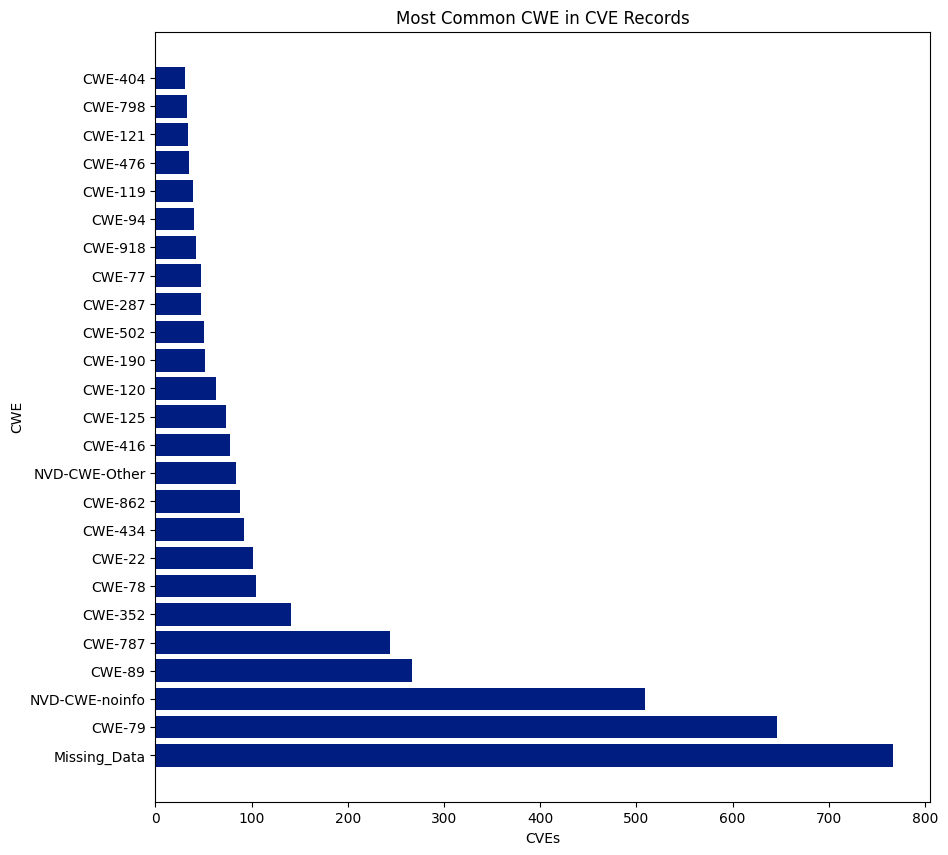 Most Common CWE in CVE Records
CWE-404
CWE-798
CWE-121
CWE-476
CWE-119
CWE-94
CWE-918
CWE-77
CWE-287
CWE-502
CWE-190
CWE-120
CWE-125
CWE-416
NVD-CWE-Other
CWE-862
CWE-434
CWE-22
CWE-78
CWE-352
CWE-787
CWE-89
NVD-CWE-noinfo
CWE-79
Missing_Data
CWE
0 100 200 300 400 500 600 700 800
CVEs